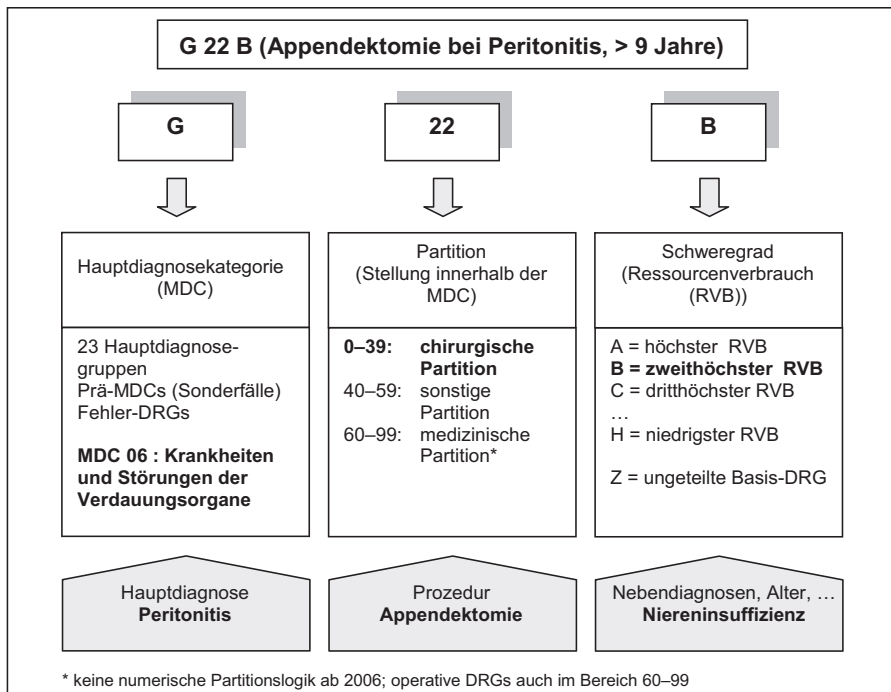 G 22 B (Appendektomie bei Peritonitis, > 9 Jahre)
G
22
B
Hauptdiagnosekategorie
(MDC)
23 Hauptdiagnose-
gruppen
Prä-MDCs (Sonderfälle)
Fehler-DRGs
MDC 06 : Krankheiten
und Störungen der
Verdauungsorgane
Hauptdiagnose
Peritonitis
Partition
(Stellung innerhalb der
MDC)
0–39: chirurgische
Partition
40–59: sonstige
Partition
60–99: medizinische
Partition*
Prozedur
Appendektomie
Schweregrad
(Ressourcenverbrauch
(RVB))
A = höchster RVB
B = zweithöchster RVB
C = dritthöchster RVB
...
H = niedrigster RVB
Z = ungeteilte Basis-DRG
Nebendiagnosen, Alter, ...
Niereninsuffizienz
* keine numerische Partitionslogik ab 2006; operative DRGs auch im Bereich 60–99